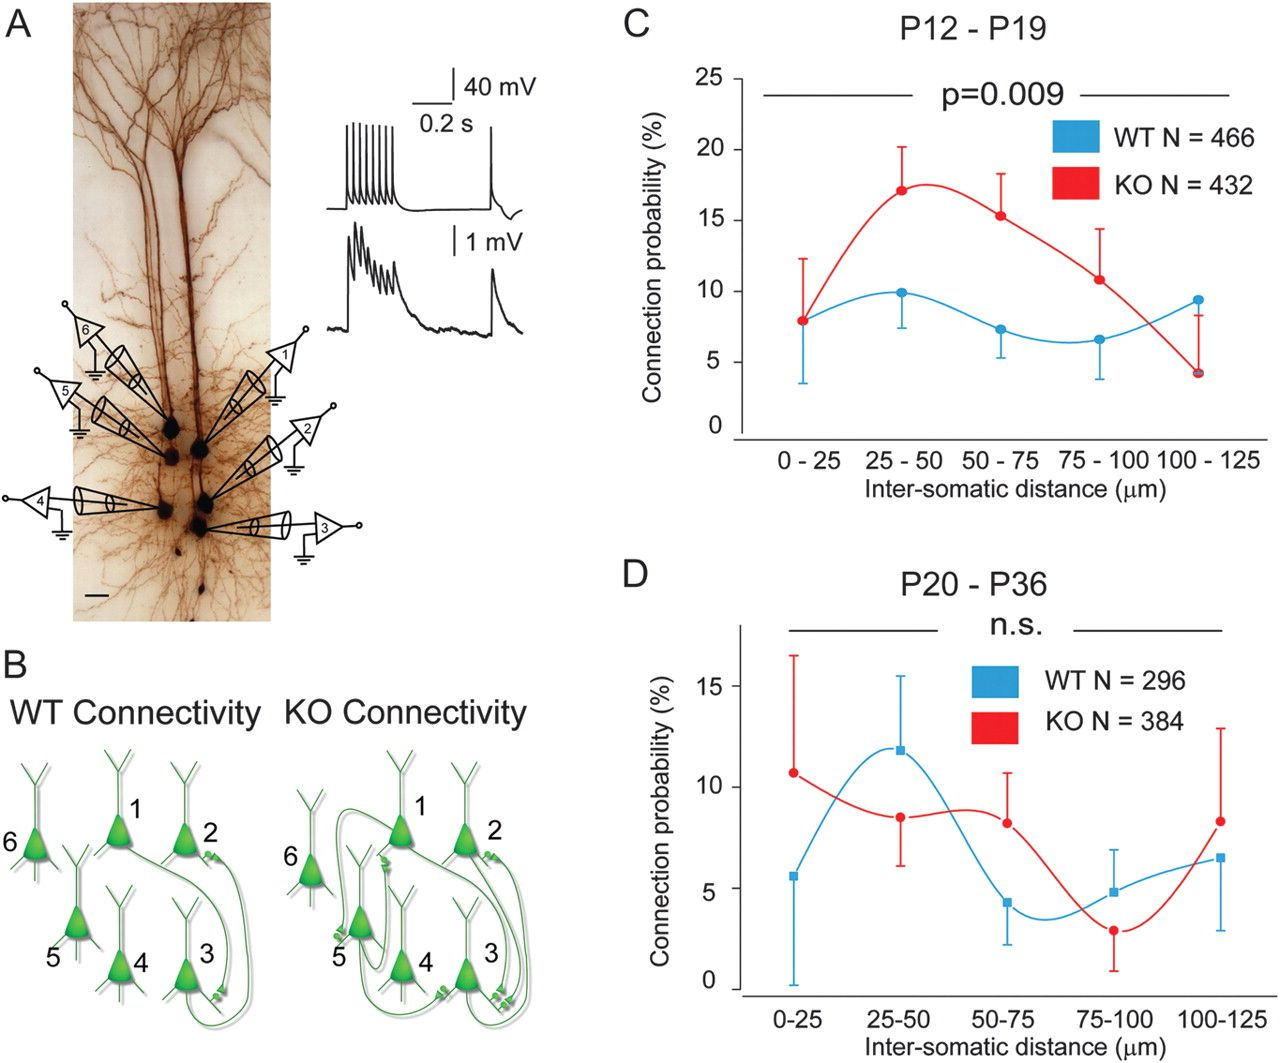 A
40 mV
0.2 s
1 mV
6
1
5
2
4
3
B
WT Connectivity
KO Connectivity
1
2
6
5
4
3
1
2
6
5
4
3
C
P12 - P19
p=0.009
WT N = 466
KO N = 432
Connection probability (%)
25
20
15
10
5
0
0 - 25 25 - 50 50 - 75 75 - 100 100 - 125
Inter-somatic distance (μm)
D
P20 - P36
n.s.
WT N = 296
KO N = 384
Connection probability (%)
15
10
5
0
0-25 25-50 50-75 75-100 100-125
Inter-somatic distance (μm)